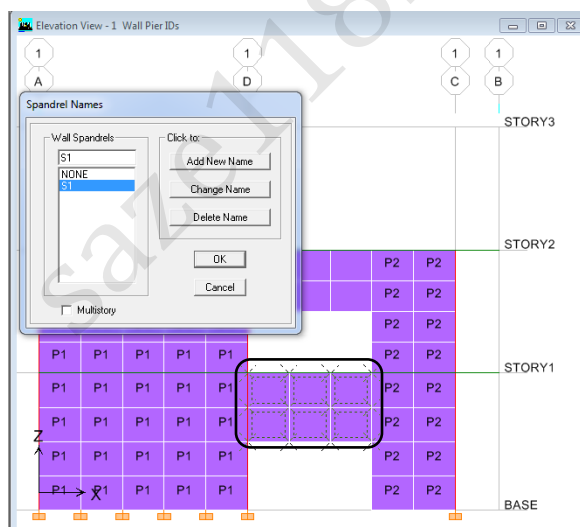 Elevation View - 1 Wall Pier IDs
1 1 1 1
A D C B
Spandrel Names
Wall Spandrels
S1
NONE
S1
Multistory
Click to:
Add New Name
Change Name
Delete Name
OK
Cancel
STORY3
STORY2
P2 P2
P2 P2
P2 P2
P1 P1 P1 P1 P1 P2 P2
STORY1
P1 P1 P1 P1 P1 P2 P2
P1 P1 P1 P1 P1 P2 P2
Z
P1 P1 P1 P1 P1 P2 P2
X
P1 P1 P1 P1 P1 P2 P2
BASE
saze118